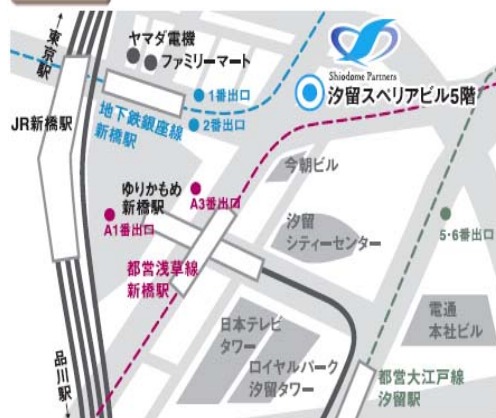 東京駅
ヤマダ電機
ファミリーマート
Shiodome Partners
汐留スペリアビル5階
1番出口
JR新橋駅
地下鉄銀座線
新橋駅
2番出口
今朝ビル
ゆりかもめ
新橋駅
A3番出口
A1番出口
汐留
シティーセンター
5・6番出口
都営浅草線
新橋駅
日本テレビ
タワー
電通
本社ビル
ロイヤルパーク
汐留タワー
都営大江戸線
汐留駅
品川駅